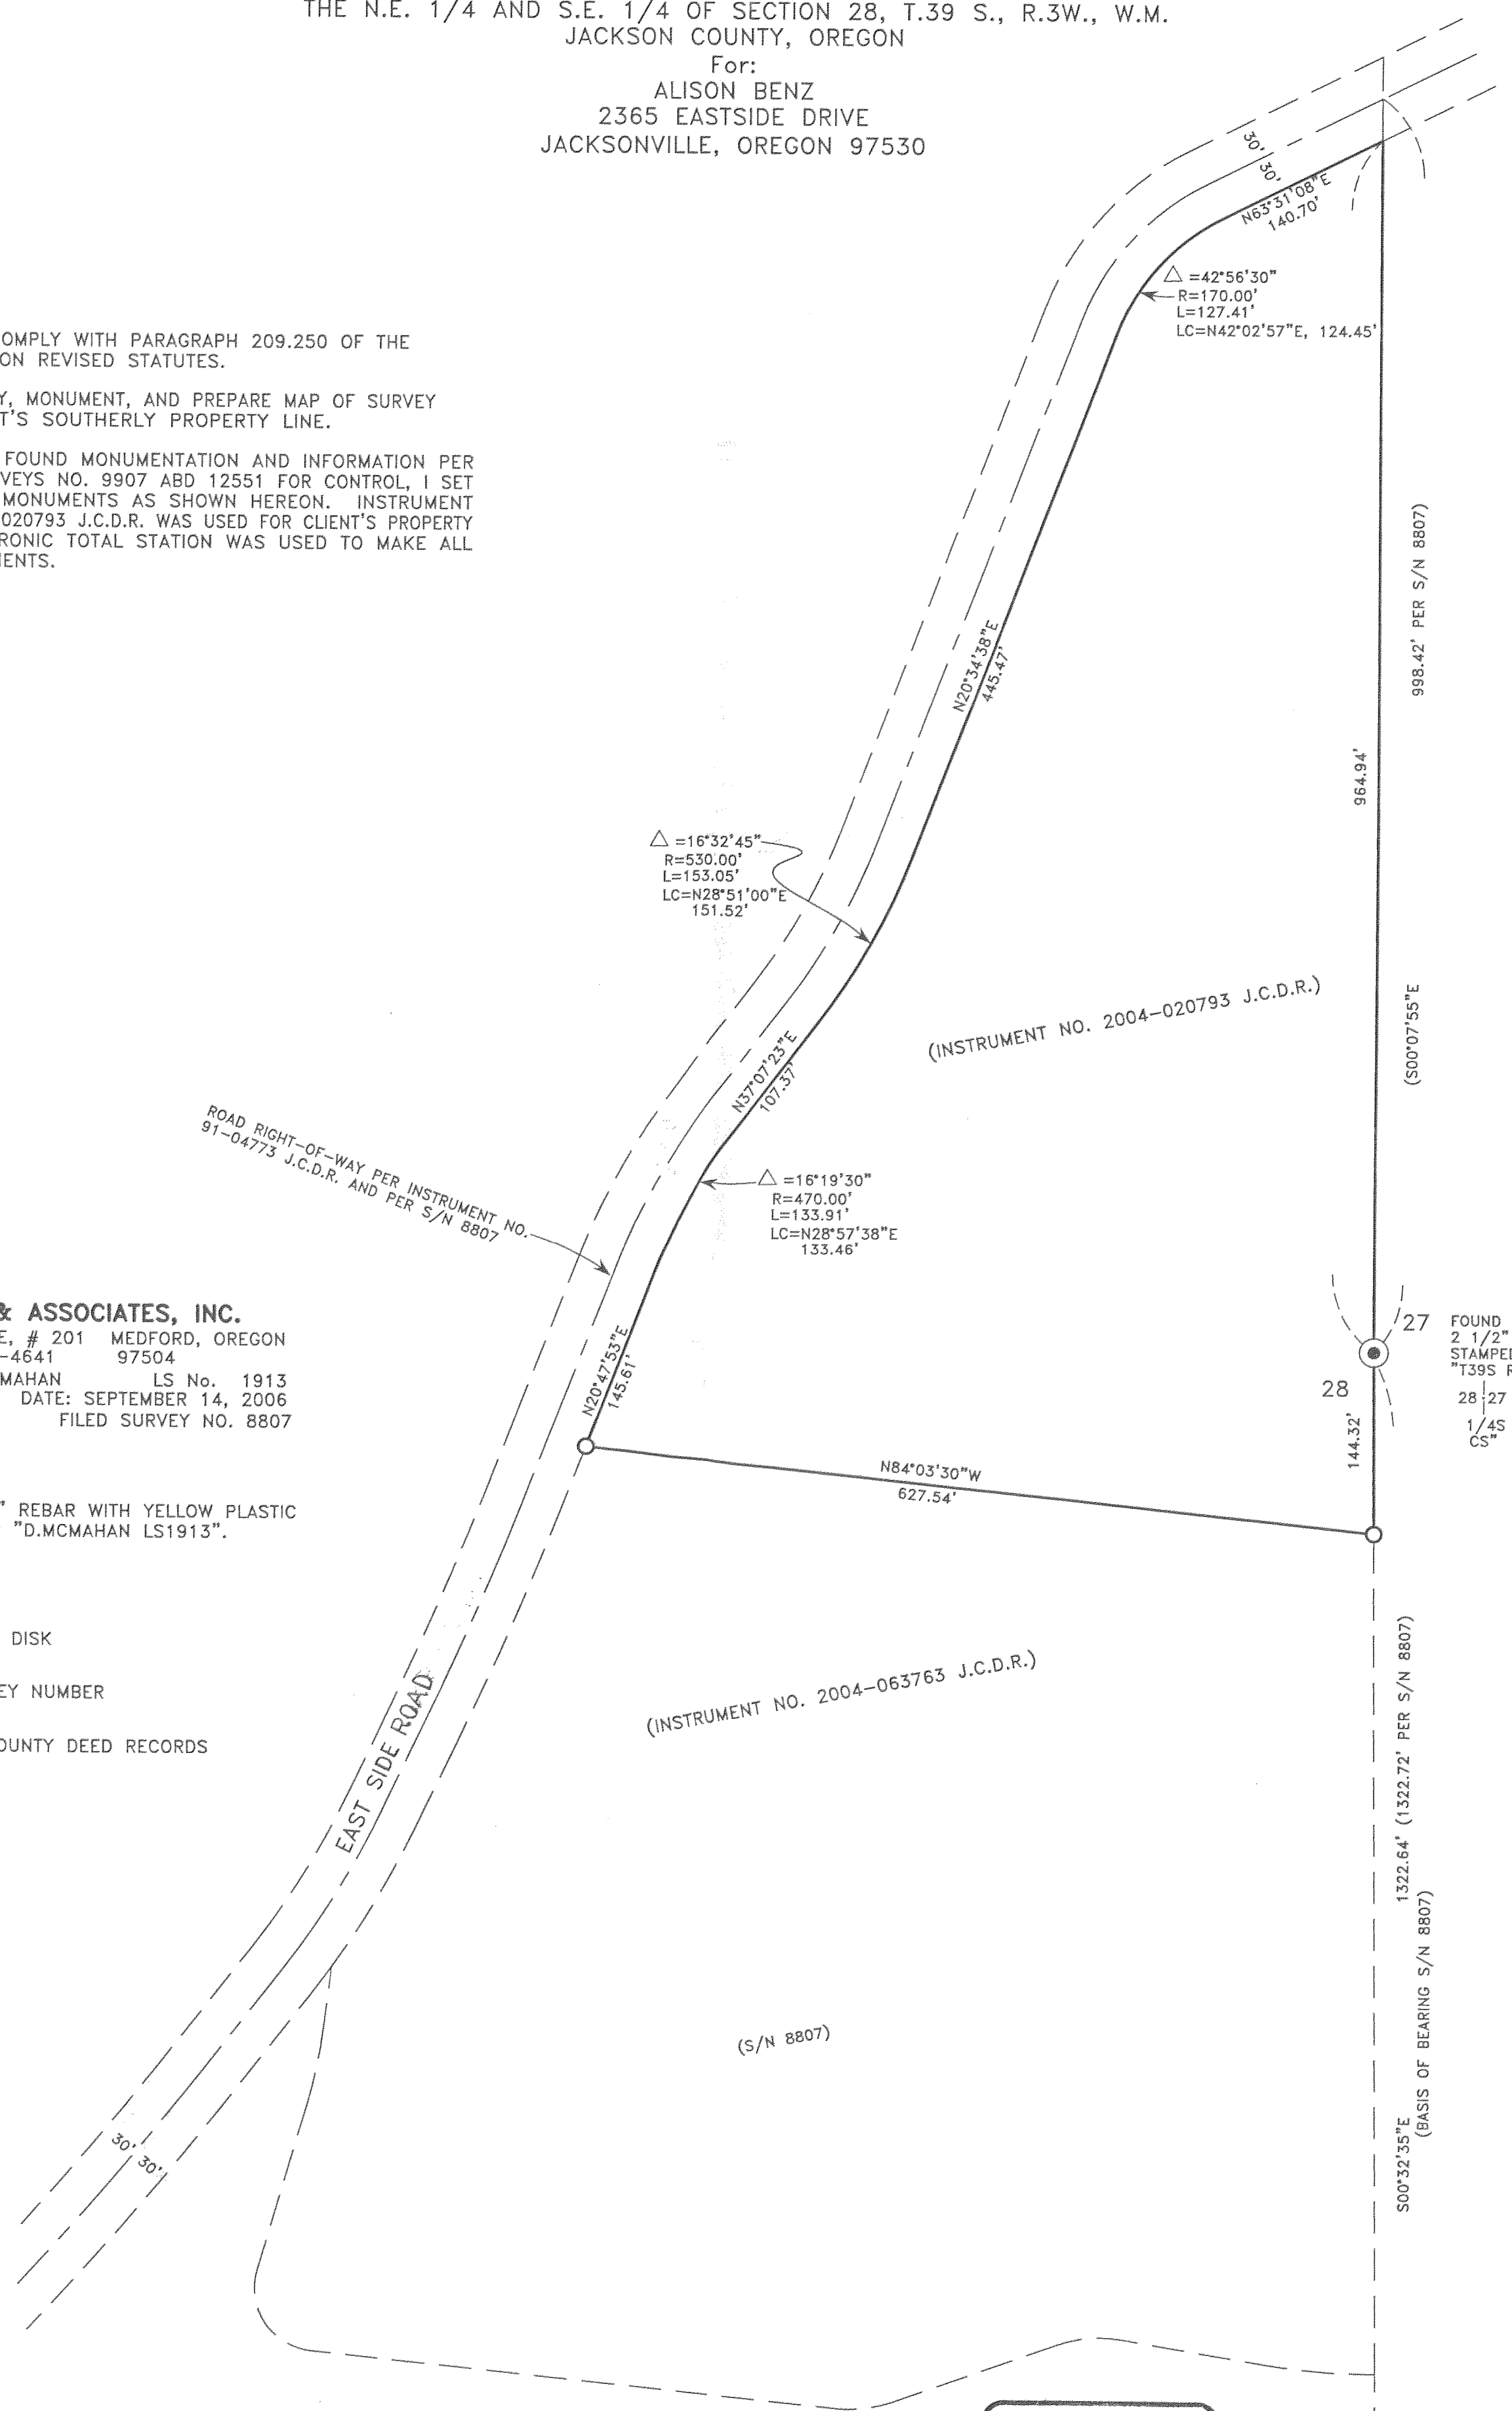 THE N.E. 1/4 AND S.E. 1/4 OF SECTION 28, T.39 S., R.3W., W.M.
JACKSON COUNTY, OREGON
For:
ALISON BENZ
2365 EASTSIDE DRIVE
JACKSONVILLE, OREGON 97530
30' 30'
N63°31'08"E
140.70'
△ =42°56'30"
R=170.00'
L=127.41'
LC=N42°02'57"E, 124.45'
OMPLY WITH PARAGRAPH 209.250 OF THE
ON REVISED STATUTES.
Y, MONUMENT, AND PREPARE MAP OF SURVEY
T'S SOUTHERLY PROPERTY LINE.
FOUND MONUMENTATION AND INFORMATION PER
VEYS NO. 9907 ABD 12551 FOR CONTROL, I SET
MONUMENTS AS SHOWN HEREON. INSTRUMENT
020793 J.C.D.R. WAS USED FOR CLIENT'S PROPERTY
RONIC TOTAL STATION WAS USED TO MAKE ALL
ENTS.
998.42' PER S/N 8807)
N20°34'38"E
445.47'
964.94'
△ =16°32'45"
R=530.00'
L=153.05'
LC=N28°51'00"E
151.52'
(INSTRUMENT NO. 2004-020793 J.C.D.R.)
(S00°07'55"E
N37°07'23"E
107.37'
ROAD RIGHT-OF-WAY PER INSTRUMENT NO.
91-04773 J.C.D.R. AND PER S/N 8807
△ =16°19'30"
R=470.00'
L=133.91'
LC=N28°57'38"E
133.46'
& ASSOCIATES, INC.
E, # 201 MEDFORD, OREGON
-4641 97504
MAHAN LS No. 1913
DATE: SEPTEMBER 14, 2006
FILED SURVEY NO. 8807
N20°47'53"E
145.61'
27
28
FOUND
2 1/2"
STAMPED
"T39S R
28 27
1/4S
CS"
144.32'
N84°03'30"W
627.54'
" REBAR WITH YELLOW PLASTIC
"D.MCMAHAN LS1913".
DISK
EY NUMBER
OUNTY DEED RECORDS
EAST SIDE ROAD
(INSTRUMENT NO. 2004-063763 J.C.D.R.)
1322.64' (1322.72' PER S/N 8807)
(BASIS OF BEARING S/N 8807)
(S/N 8807)
S00°32'35"E
30' 30'